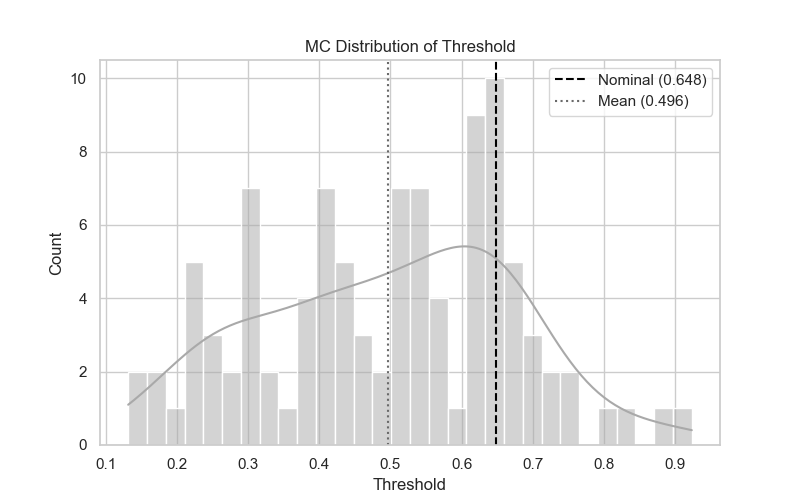 MC Distribution of Threshold
Nominal (0.648)
Mean (0.496)
Count
10
8
6
4
2
0
0.1 0.2 0.3 0.4 0.5 0.6 0.7 0.8 0.9
Threshold